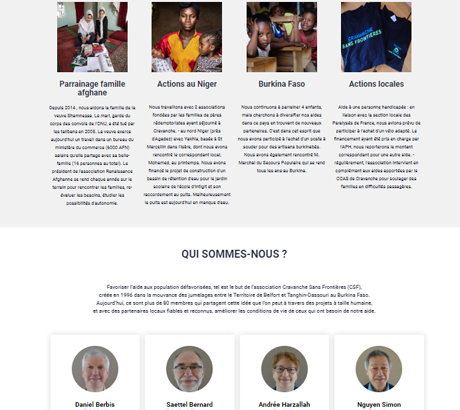 CRAVANCHE
SANS FRONTIÈRES
Parrainage famille
afghane
Depuis 2014 , nous aidons la famille de la
veuve Shamnessa. Le mari, garde du
corps des convois de l'ONU, a été tué par
les talibans en 2008. La veuve exerce
aujourd'hui un travail dans un bureau du
ministère du commerce (6000 AFN)
salaire qu'elle partage avec sa belle-
famille (14 personnes au total). Le
président de l'association Renaissance
Afghane se rend chaque année sur le
terrain pour rencontrer les familles, ré-
évaluer les besoins, étudier les
possibilités d'autonomie.
Actions au Niger
Nous travaillons avec 2 associations
fondées par les familles de pères
rédemptoristes ayant séjourné à
Cravanche, - au nord Niger (près
d'Agadez) avec Yeshta, basée à St
Marcellin dans l'Isère, dont nous avons
rencontré le correspondant local,
Mohamed, au printemps. Nous avons
financé le projet de construction d'un
bassin de rétention d'eau pour le jardin
scolaire de l'école d'Intigit et son
raccordement au puits. Malheureusement
le puits est aujourd'hui en manque d'eau.
Burkina Faso
Nous continuons à parrainer 4 enfants,
mais cherchons à diversifier nos aides
dans ce pays en trouvant de nouveaux
partenaires. C'est dans cet esprit que
nous avons participé à l'achat d'un poste à
souder pour des artisans burkinabés.
Nous avons également rencontré M.
Marchal du Secours Populaire qui se rend
tous les ans au Burkina.
Actions locales
Aide à une personne handicapée : en
liaison avec la section locale des
Paralysés de France, nous avons prévu de
participer à l'achat d'un vélo adapté. Le
financement ayant été pris en charge par
l'APH, nous reporterons le montant
correspondant pour une autre aide. -
régulièrement, l'association intervient en
complément aux aides apportées par le
CCAS de Cravanche pour soulager des
familles en difficultés passagères.
QUI SOMMES-NOUS ?
Favoriser l'aide aux population défavorisées, tel est le but de l'association Cravanche Sans Frontières (CSF),
créée en 1996 dans la mouvance des jumelages entre le Territoire de Belfort et Tanghin-Dassouri au Burkina Faso.
Aujourd'hui, ce sont plus de 80 membres qui partagent cette idée que l'on peut à travers des projets à taille humaine,
et avec des partenaires locaux fiables et reconnus, améliorer les conditions de vie de ceux qui ont besoin de notre aide.
Daniel Berbis
Saettel Bernard
Andrée Harzallah
Nguyen Simon